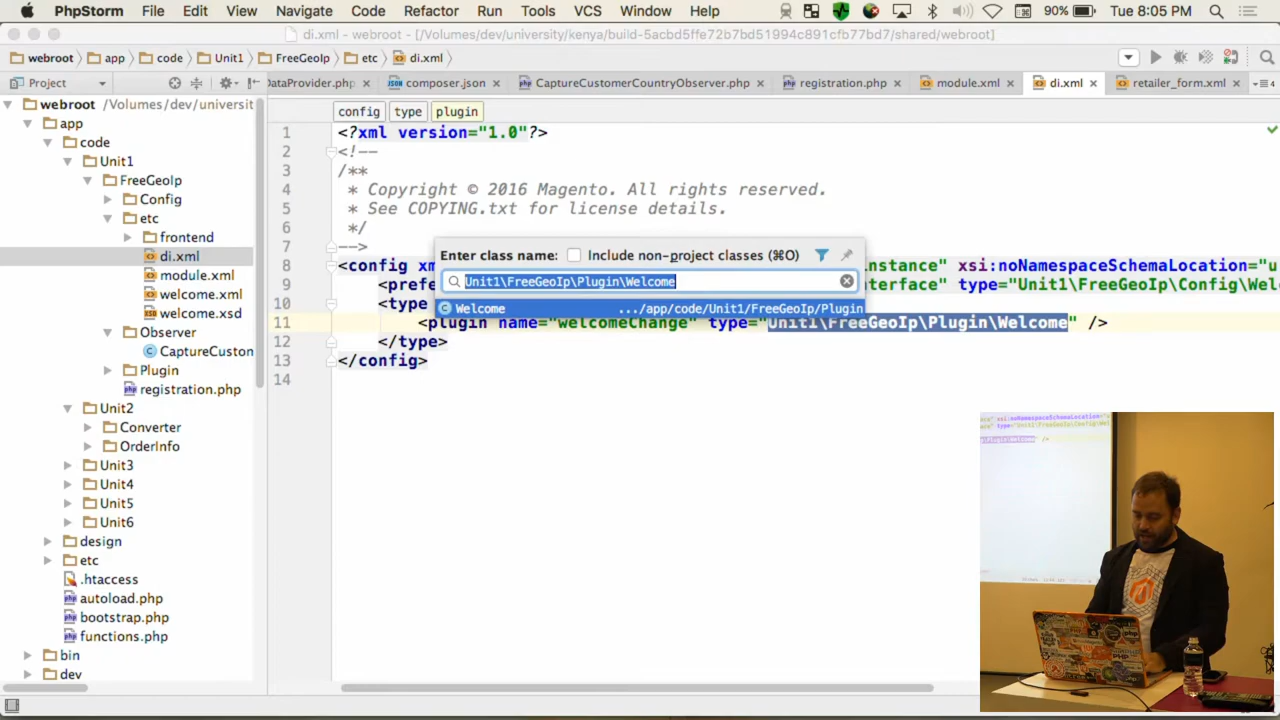 PhpStorm File Edit View Navigate Code Refactor Run Tools VCS Window Help 90% Tue 8:05 PM
di.xml - webroot - [/Volumes/dev/university/kenya/build-5acbd5ffe72b7bd51994c891cfb77bd7/shared/webroot]
webroot app code Unit1 FreeGeoIp etc di.xml
Project DataProvider.php composer.json CaptureCustomerCountryObserver.php registration.php module.xml di.xml retailer_form.xml
webroot /Volumes/dev/universit
app
code
Unit1
FreeGeoIp
Config
etc
frontend
di.xml
module.xml
welcome.xml
welcome.xsd
Observer
CaptureCuston
Plugin
registration.php
Unit2
Converter
OrderInfo
Unit3
Unit4
Unit5
Unit6
design
etc
.htaccess
autoload.php
bootstrap.php
functions.php
bin
dev
config type plugin
1 <?xml version="1.0"?>
2 <!--
3 /**
4 * Copyright © 2016 Magento. All rights reserved.
5 * See COPYING.txt for license details.
6 */
7 -->
8 <config xm instance" xsi:noNamespaceSchemaLocation="u
9 <prefe terface" type="Unit1\FreeGeoIp\Config\Wel
10 <type
11 <plugin name="welcomeChange" type="Unit1\FreeGeoIp\Plugin\Welcome" />
12 </type>
13 </config>
14
Enter class name: Include non-project classes (⌘O)
Unit1\FreeGeoIp\Plugin\Welcome
Welcome .../app/code/Unit1/FreeGeoIp/Plugin